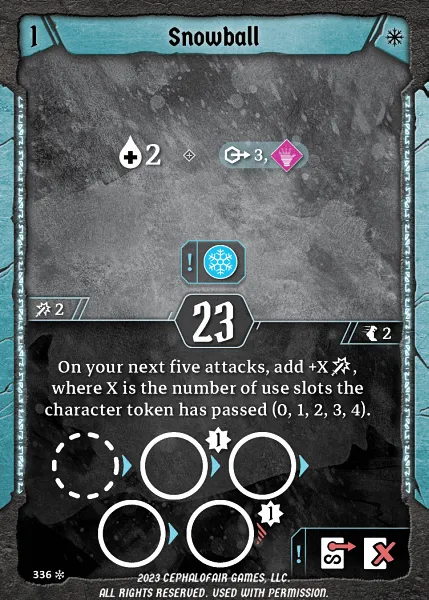 1
Snowball
2
3,
!
2
23
2
On your next five attacks, add +X ,
where X is the number of use slots the
character token has passed (0, 1, 2, 3, 4).
1
1
!
336
2023 CEPHALOFAIR GAMES, LLC.
ALL RIGHTS RESERVED. USED WITH PERMISSION.